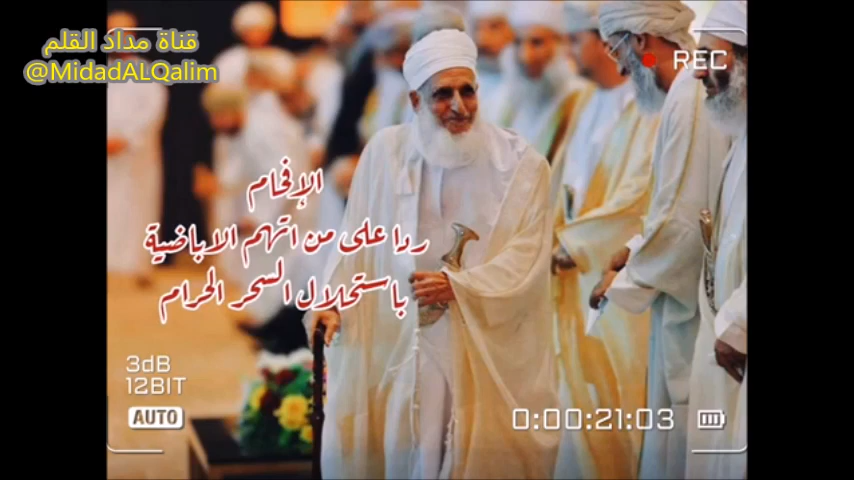 قناة مداد القلم
@MidadALQalim
REC
الإفحام
ردا على من اتهم الاباضية
باستحلال السحر الحرام
3dB
12BIT
AUTO
0:00:21:03